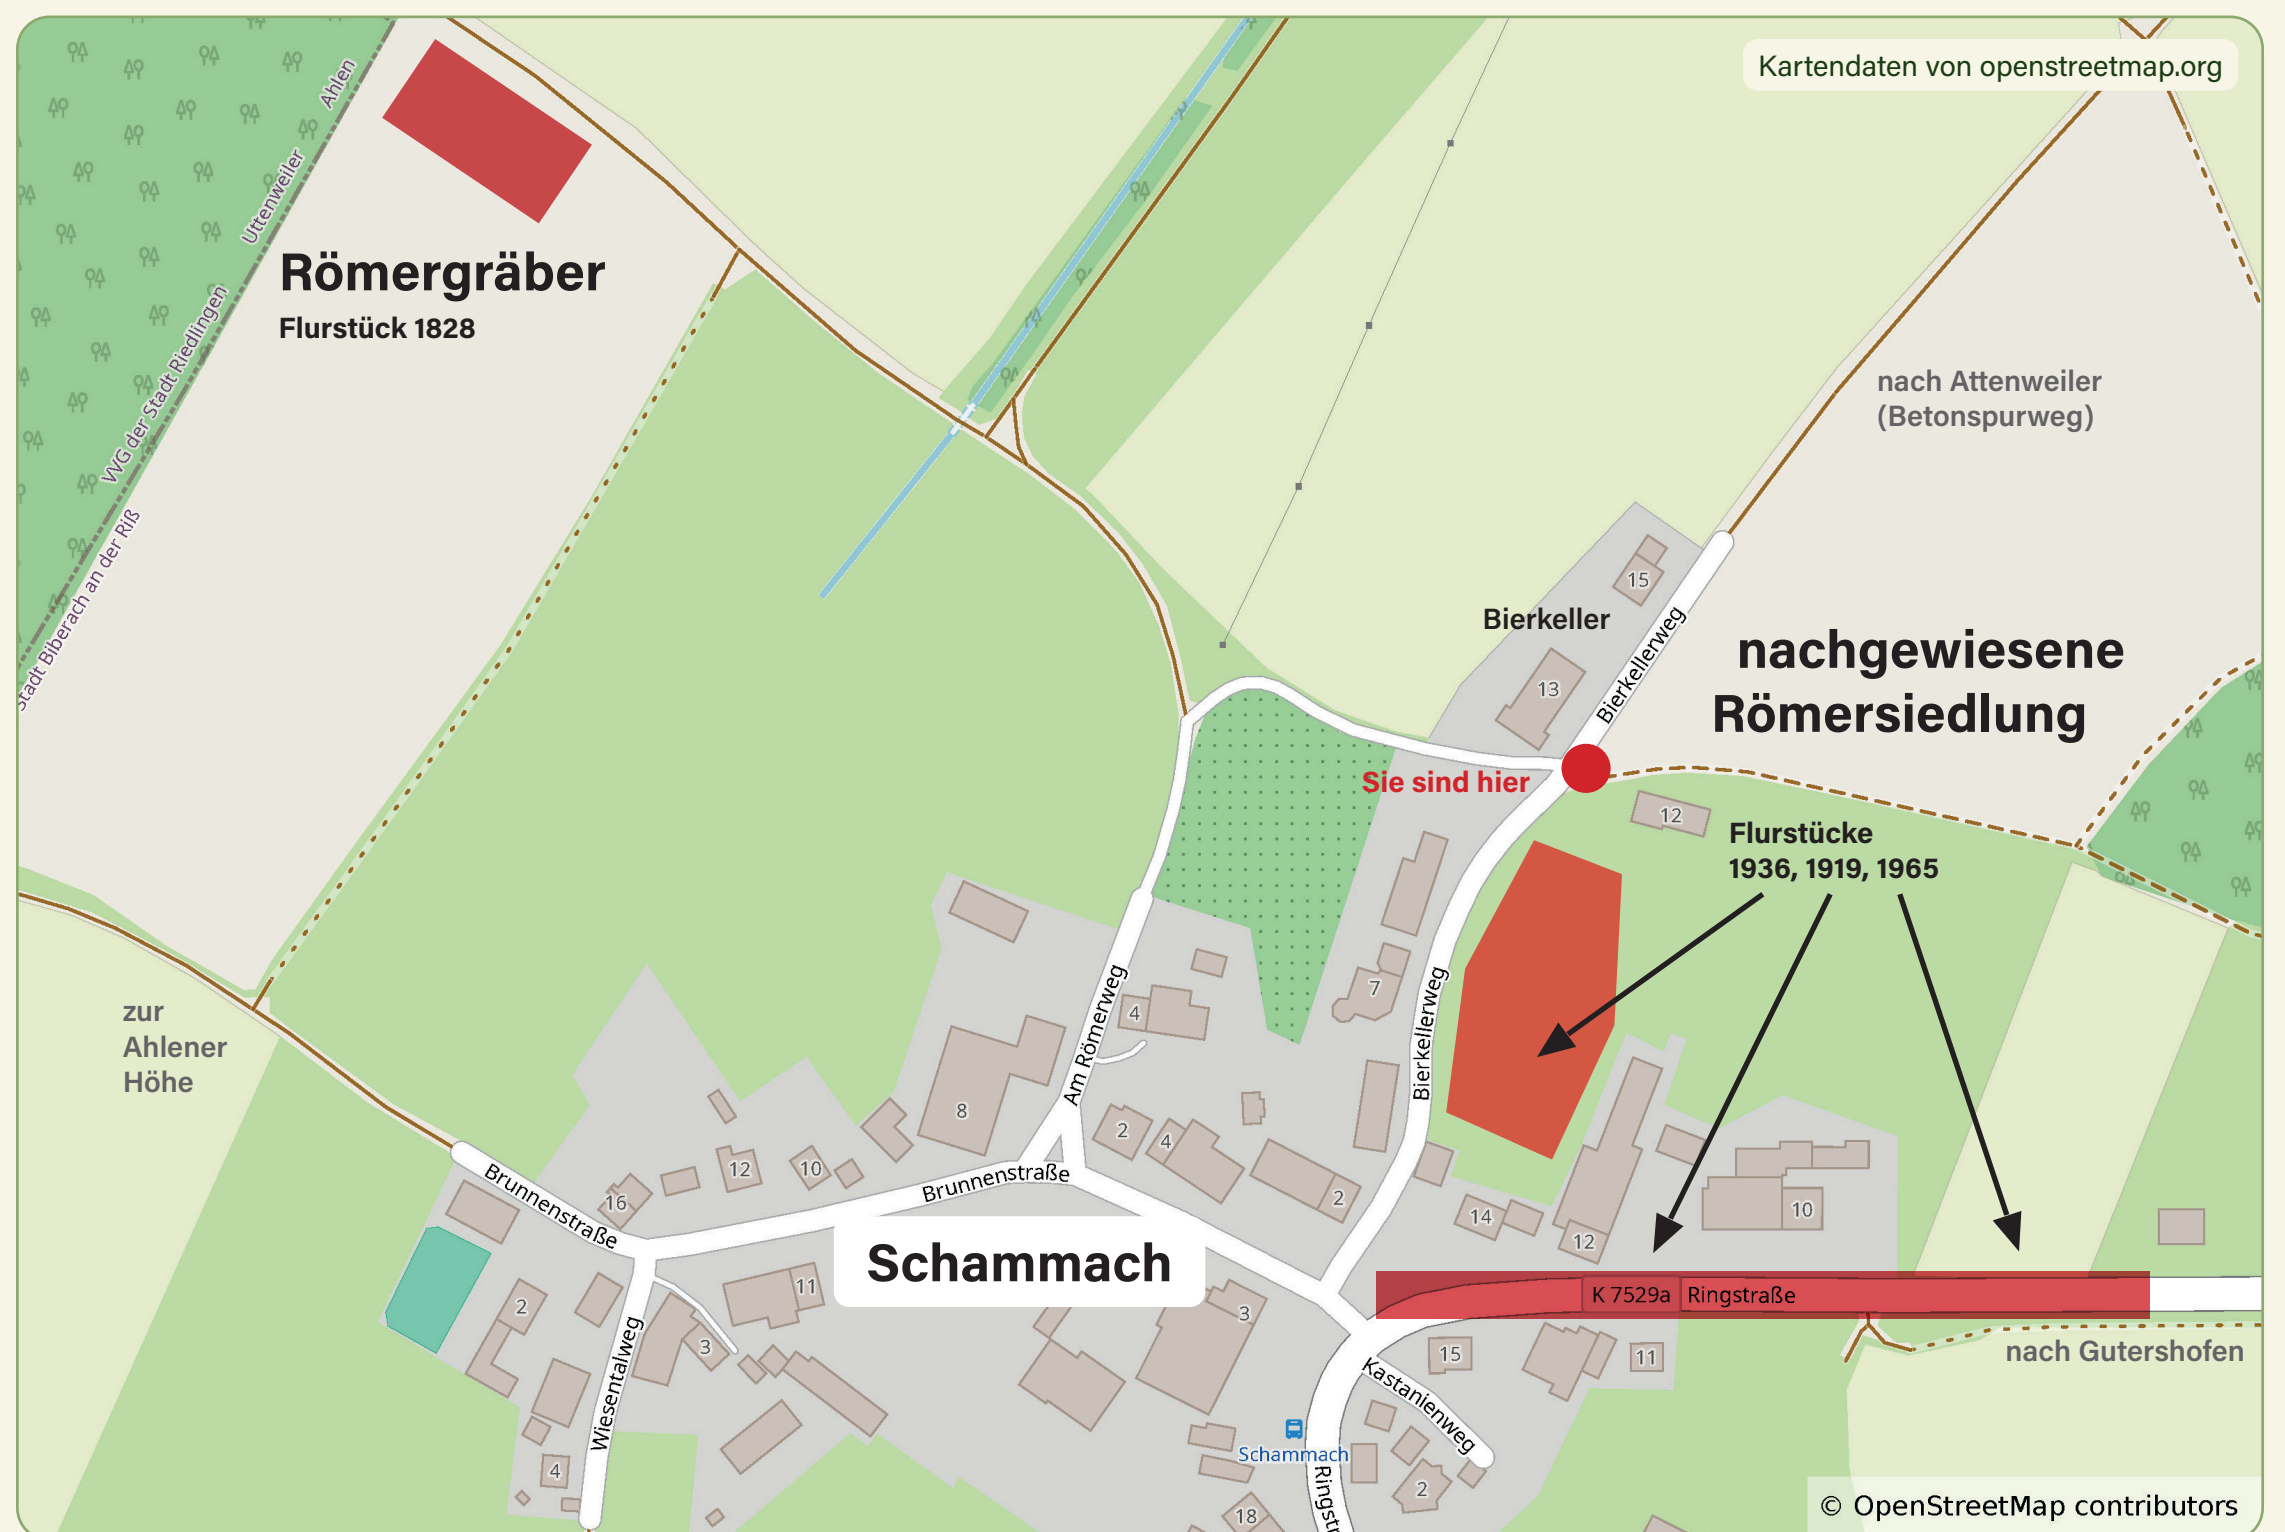 Kartendaten von openstreetmap.org
Ahlen
Uttenweiler
VVG der Stadt Riedlingen
Stadt Biberach an der Riß
Römergräber
Flurstück 1828
nach Attenweiler
(Betonspurweg)
15
Bierkeller
13
Bierkellerweg
nachgewiesene
Römersiedlung
Sie sind hier
12
Flurstücke
1936, 1919, 1965
zur
Ahlener
Höhe
7
4
Am Römerweg
Bierkellerweg
8
2
4
12
10
16
2
Brunnenstraße
Brunnenstraße
14
12
10
Schammach
11
3
2
3
K 7529a
Ringstraße
15
11
nach Gutershofen
Wiesentalweg
Kastanienweg
Schammach
4
2
18
Ringstr
© OpenStreetMap contributors